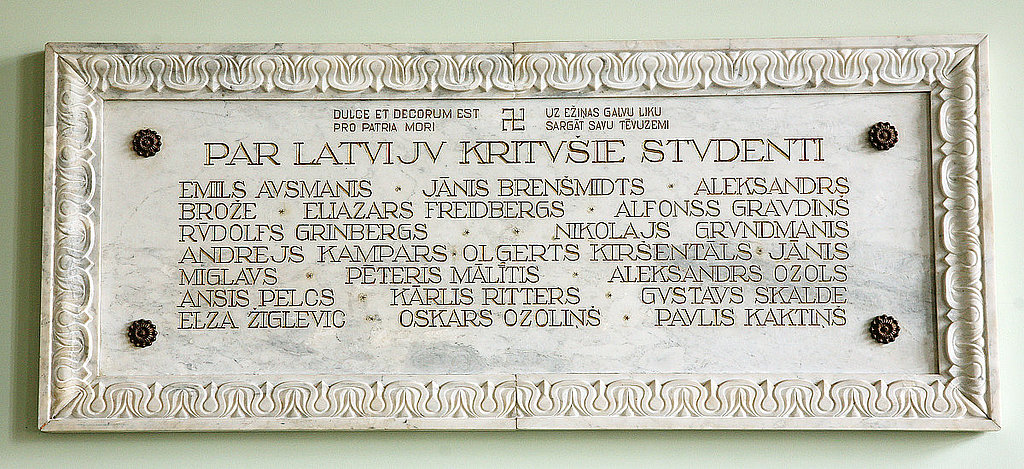 DULCE ET DECORUM EST
PRO PATRIA MORI
UZ EŽIŅAS GALVU LIKU
SARGĀT SAVU TĒVUZEMI
PAR LATVIJV KRITVŠIE STVDENTI
EMILS AVSMANIS * JĀNIS BRENŠMIDTS * ALEKSANDRS
BROŽE * ELIAZARS FREIDBERGS * ALFONSS GRAVDIŅŠ
RVDOLFS GRINBERGS * * NIKOLAJS GRVNDMANIS
ANDREJS KAMPARS · OLGERTS KIRŠENTĀLS · JĀNIS
MIGLAVS * PĒTERIS MĀLĪTIS * ALEKSANDRS OZOLS
ANSIS PELCS * KĀRLIS RITTERS * GVSTAVS SKALDE
ELZA ŽIGLEVIC * OSKARS OZOLIŅŠ * PAVLIS KAKTIŅŠ